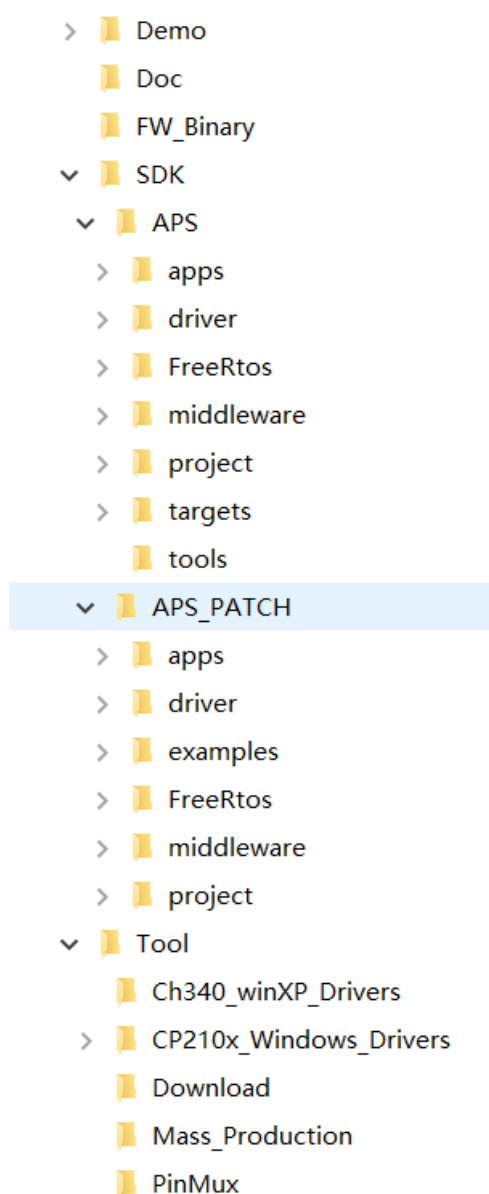 Demo
Doc
FW_Binary
SDK
APS
apps
driver
FreeRtos
middleware
project
targets
tools
APS_PATCH
apps
driver
examples
FreeRtos
middleware
project
Tool
Ch340_winXP_Drivers
CP210x_Windows_Drivers
Download
Mass_Production
PinMux